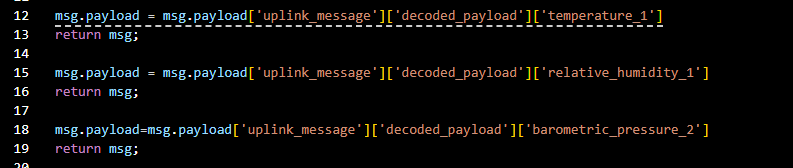 12 msg.payload = msg.payload['uplink_message']['decoded_payload']['temperature_1']
13 return msg;
14
15 msg.payload = msg.payload['uplink_message']['decoded_payload']['relative_humidity_1']
16 return msg;
17
18 msg.payload=msg.payload['uplink_message']['decoded_payload']['barometric_pressure_2']
19 return msg;